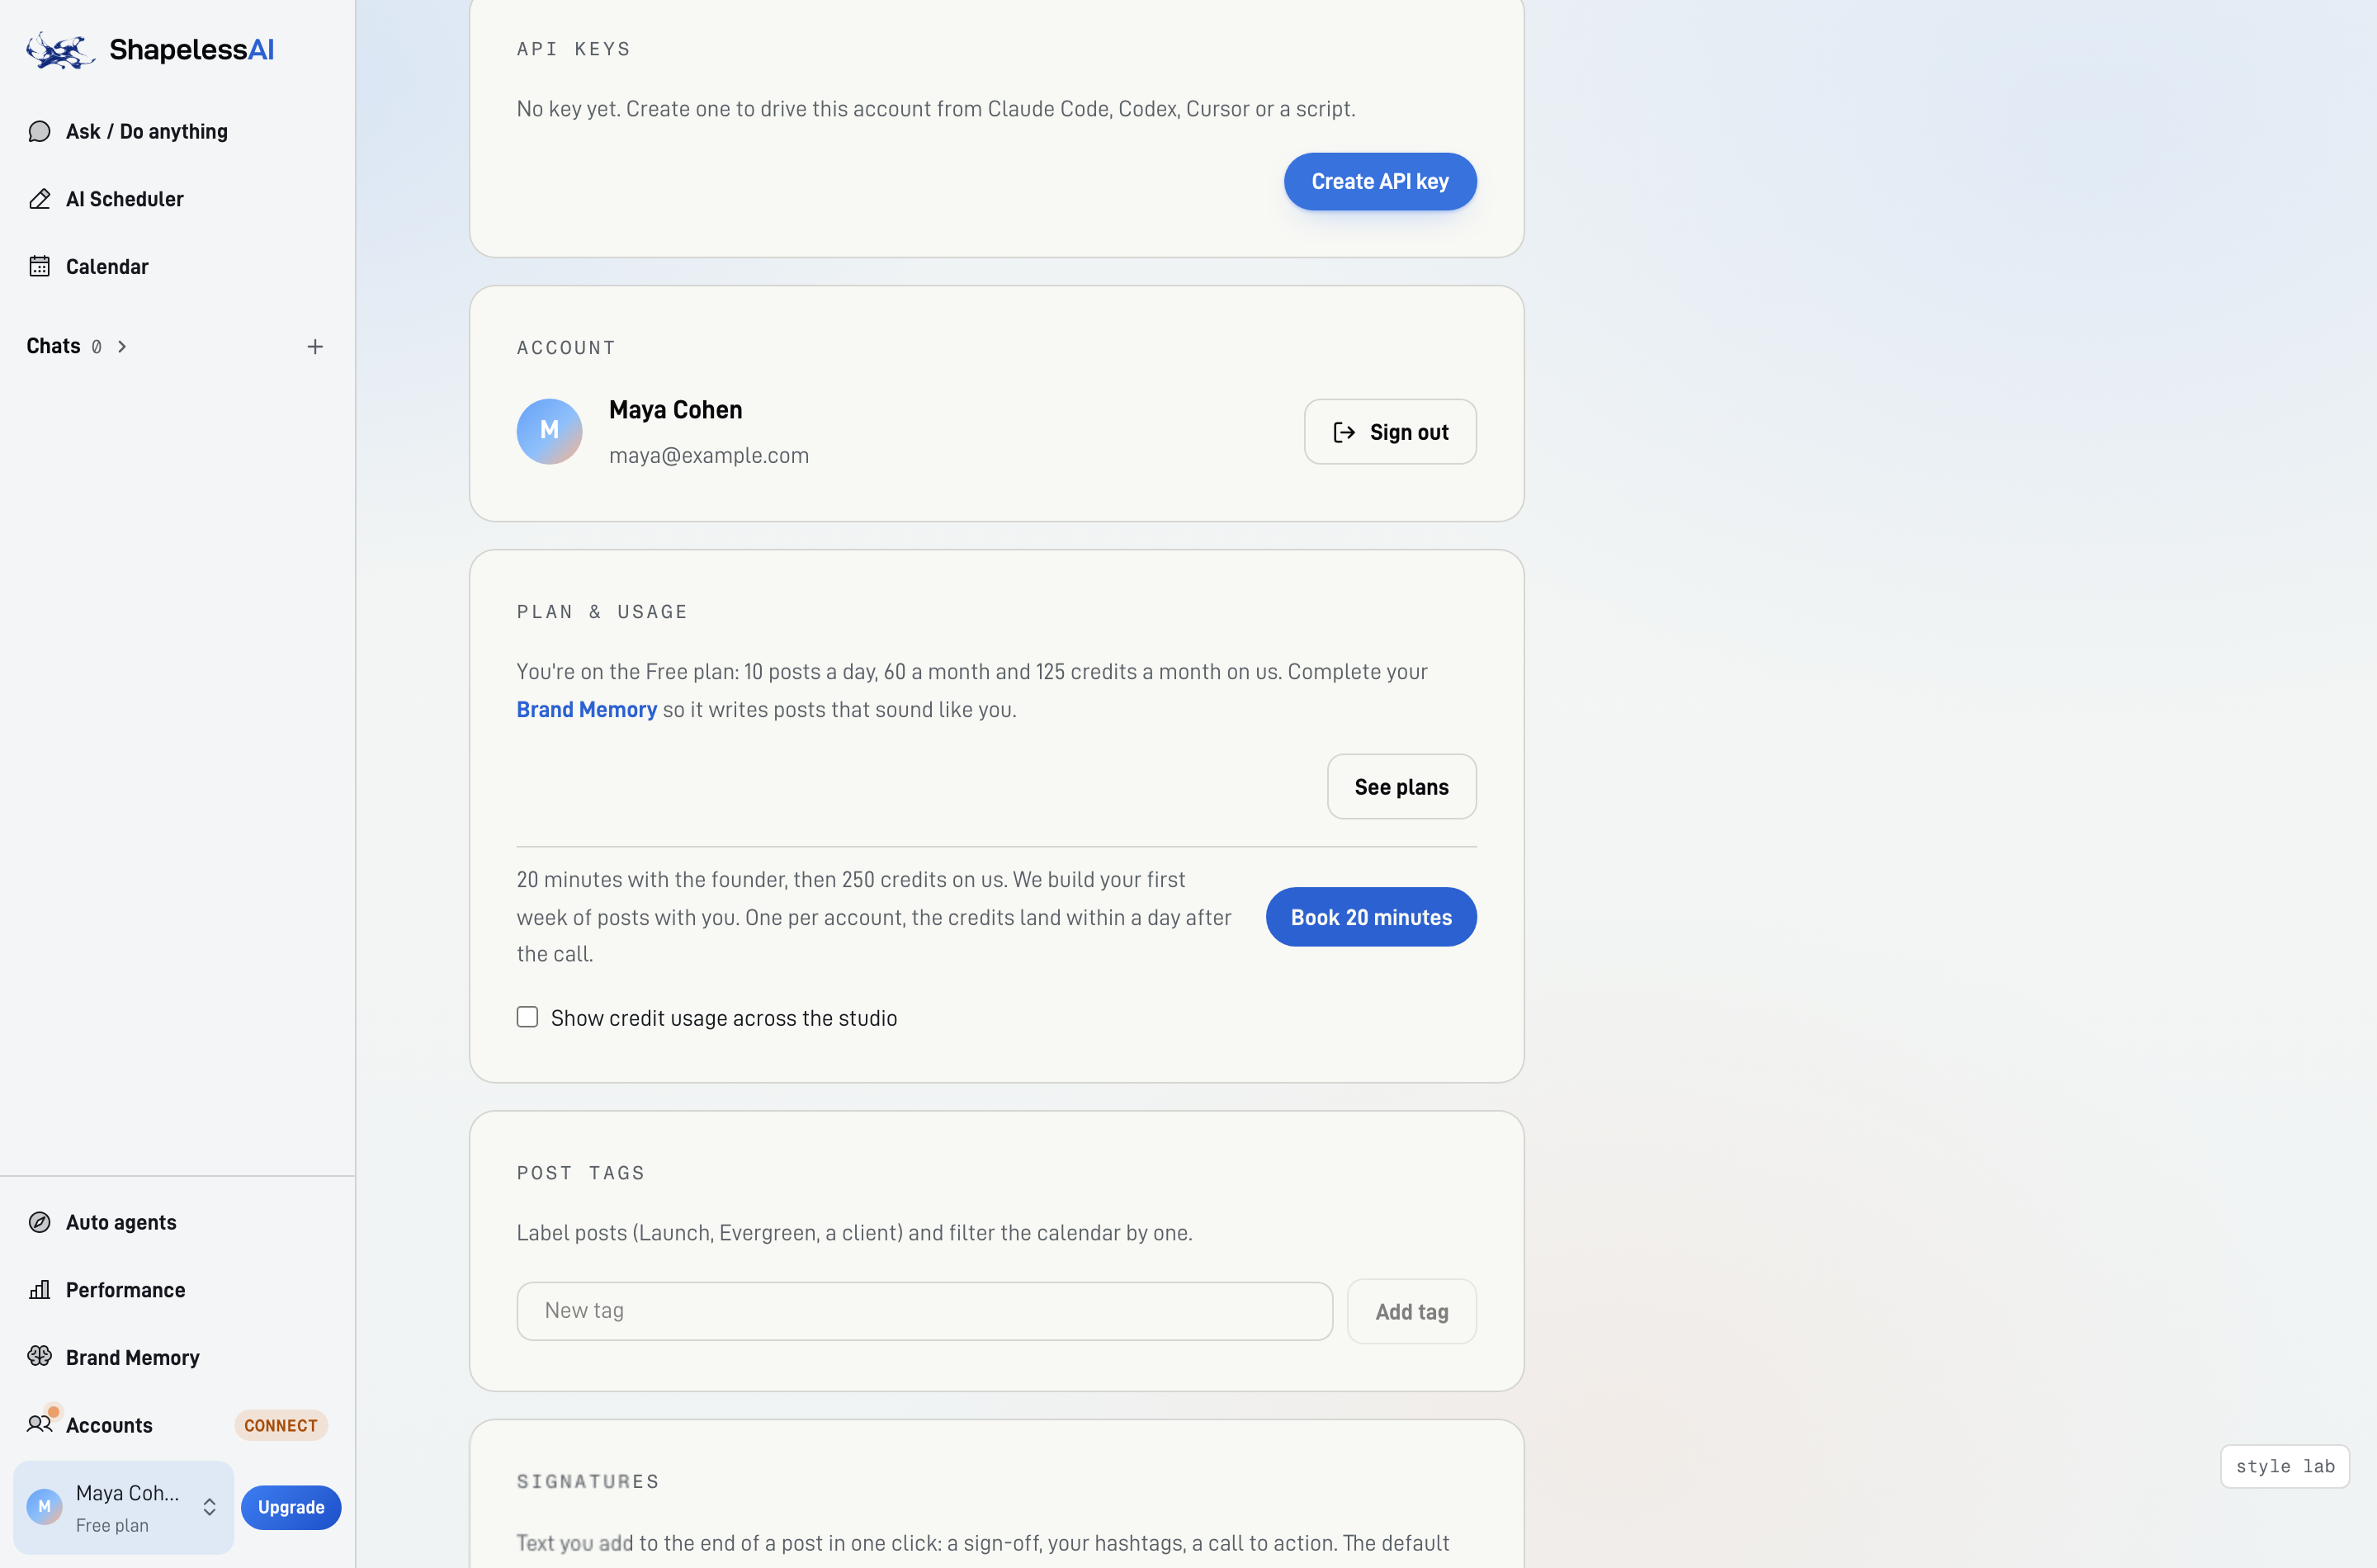 ShapelessAI
Ask / Do anything
AI Scheduler
Calendar
Chats 0
Auto agents
Performance
Brand Memory
Accounts CONNECT
M
Maya Coh...
Free plan
Upgrade
API KEYS
No key yet. Create one to drive this account from Claude Code, Codex, Cursor or a script.
Create API key
ACCOUNT
M
Maya Cohen
maya@example.com
Sign out
PLAN & USAGE
You're on the Free plan: 10 posts a day, 60 a month and 125 credits a month on us. Complete your
Brand Memory so it writes posts that sound like you.
See plans
20 minutes with the founder, then 250 credits on us. We build your first
week of posts with you. One per account, the credits land within a day after
the call.
Book 20 minutes
Show credit usage across the studio
POST TAGS
Label posts (Launch, Evergreen, a client) and filter the calendar by one.
New tag
Add tag
SIGNATURES
Text you add to the end of a post in one click: a sign-off, your hashtags, a call to action. The default
style lab